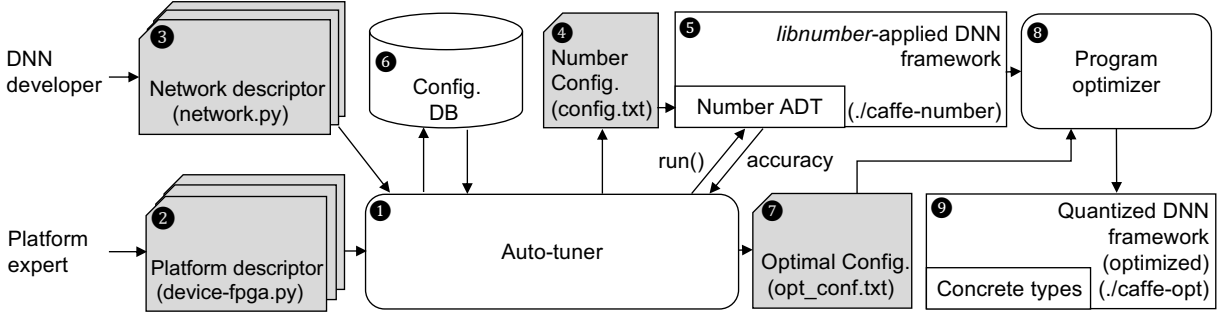 DNN
developer
❸
Network descriptor
(network.py)
❻
Config.
DB
❹
Number
Config.
(config.txt)
❺
libnumber-applied DNN
framework
Number ADT
(./caffe-number)
❽
Program
optimizer
run()
accuracy
Platform
expert
❷
Platform descriptor
(device-fpga.py)
❶
Auto-tuner
❼
Optimal Config.
(opt_conf.txt)
❾
Quantized DNN
framework
(optimized)
Concrete types
(./caffe-opt)